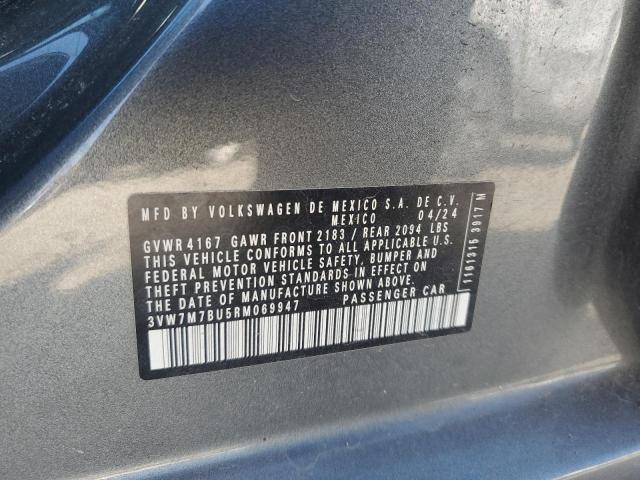 MFD BY VOLKSWAGEN DE MEXICO S.A. DE C.V.
MEXICO 04/24
GVWR 4167 GAWR FRONT 2183 / REAR 2094 LBS
THIS VEHICLE CONFORMS TO ALL APPLICABLE U.S.
FEDERAL MOTOR VEHICLE SAFETY, BUMPER AND
THEFT PREVENTION STANDARDS IN EFFECT ON
THE DATE OF MANUFACTURE SHOWN ABOVE.
3VW7M7BU5RM069947 PASSENGER CAR
1161315 3917 M